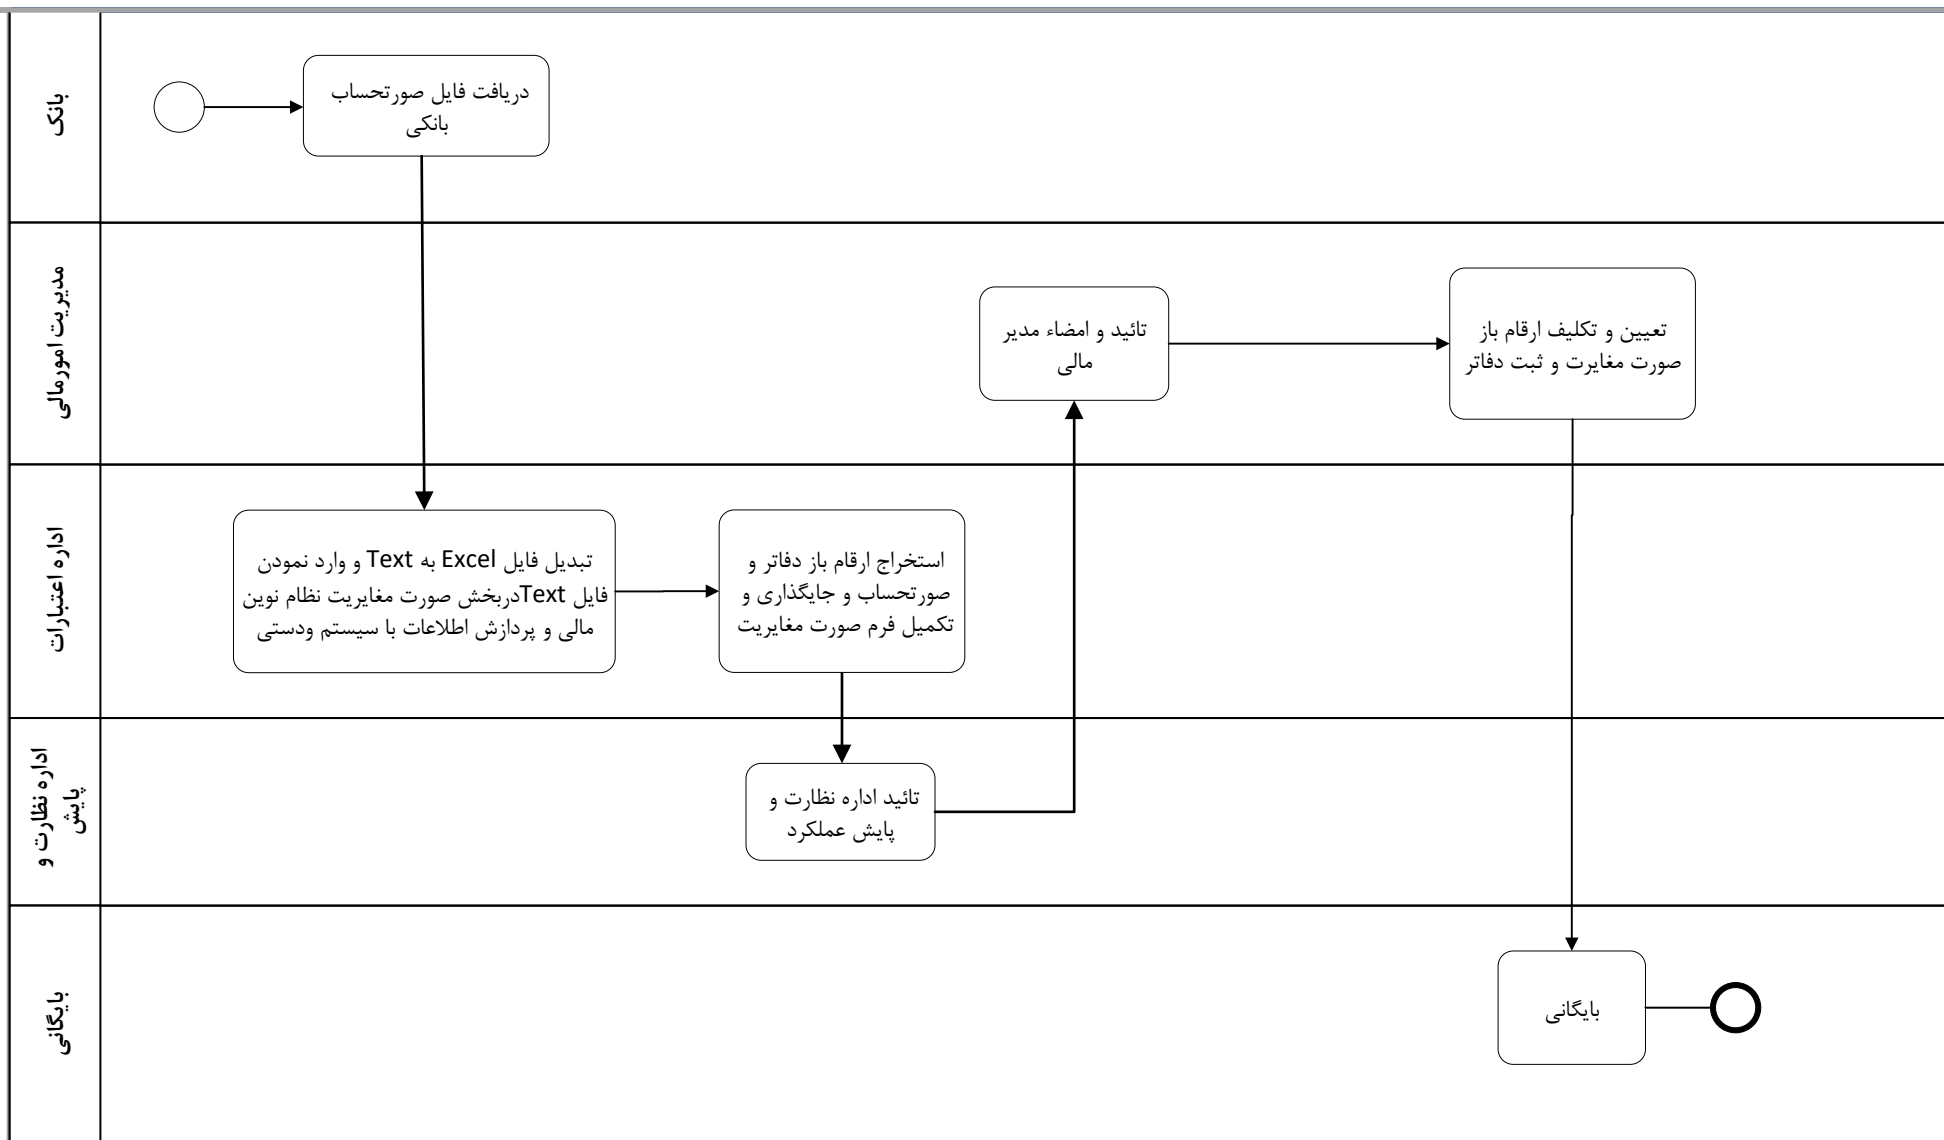 بانک
دریافت فایل صورتحساب
بانکی
مدیریت امورمالی
تائید و امضاء مدیر
مالی
تعیین و تکلیف ارقام باز
صورت مغایرت و ثبت دفاتر
اداره اعتبارات
تبدیل فایل Excel به Text و وارد نمودن
فایل Textدربخش صورت مغایریت نظام نوین
مالی و پردازش اطلاعات با سیستم ودستی
استخراج ارقام باز دفاتر و
صورتحساب و جایگذاری و
تکمیل فرم صورت مغایریت
اداره نظارت و
پایش
تائید اداره نظارت و
پایش عملکرد
بایگانی
بایگانی